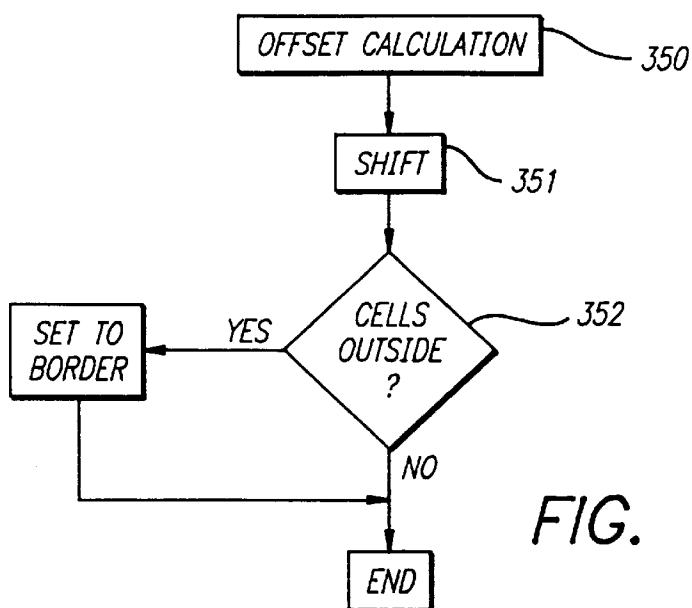 OFFSET CALCULATION
350
SHIFT
351
CELLS
OUTSIDE
?
352
YES
SET TO
BORDER
NO
FIG.
END